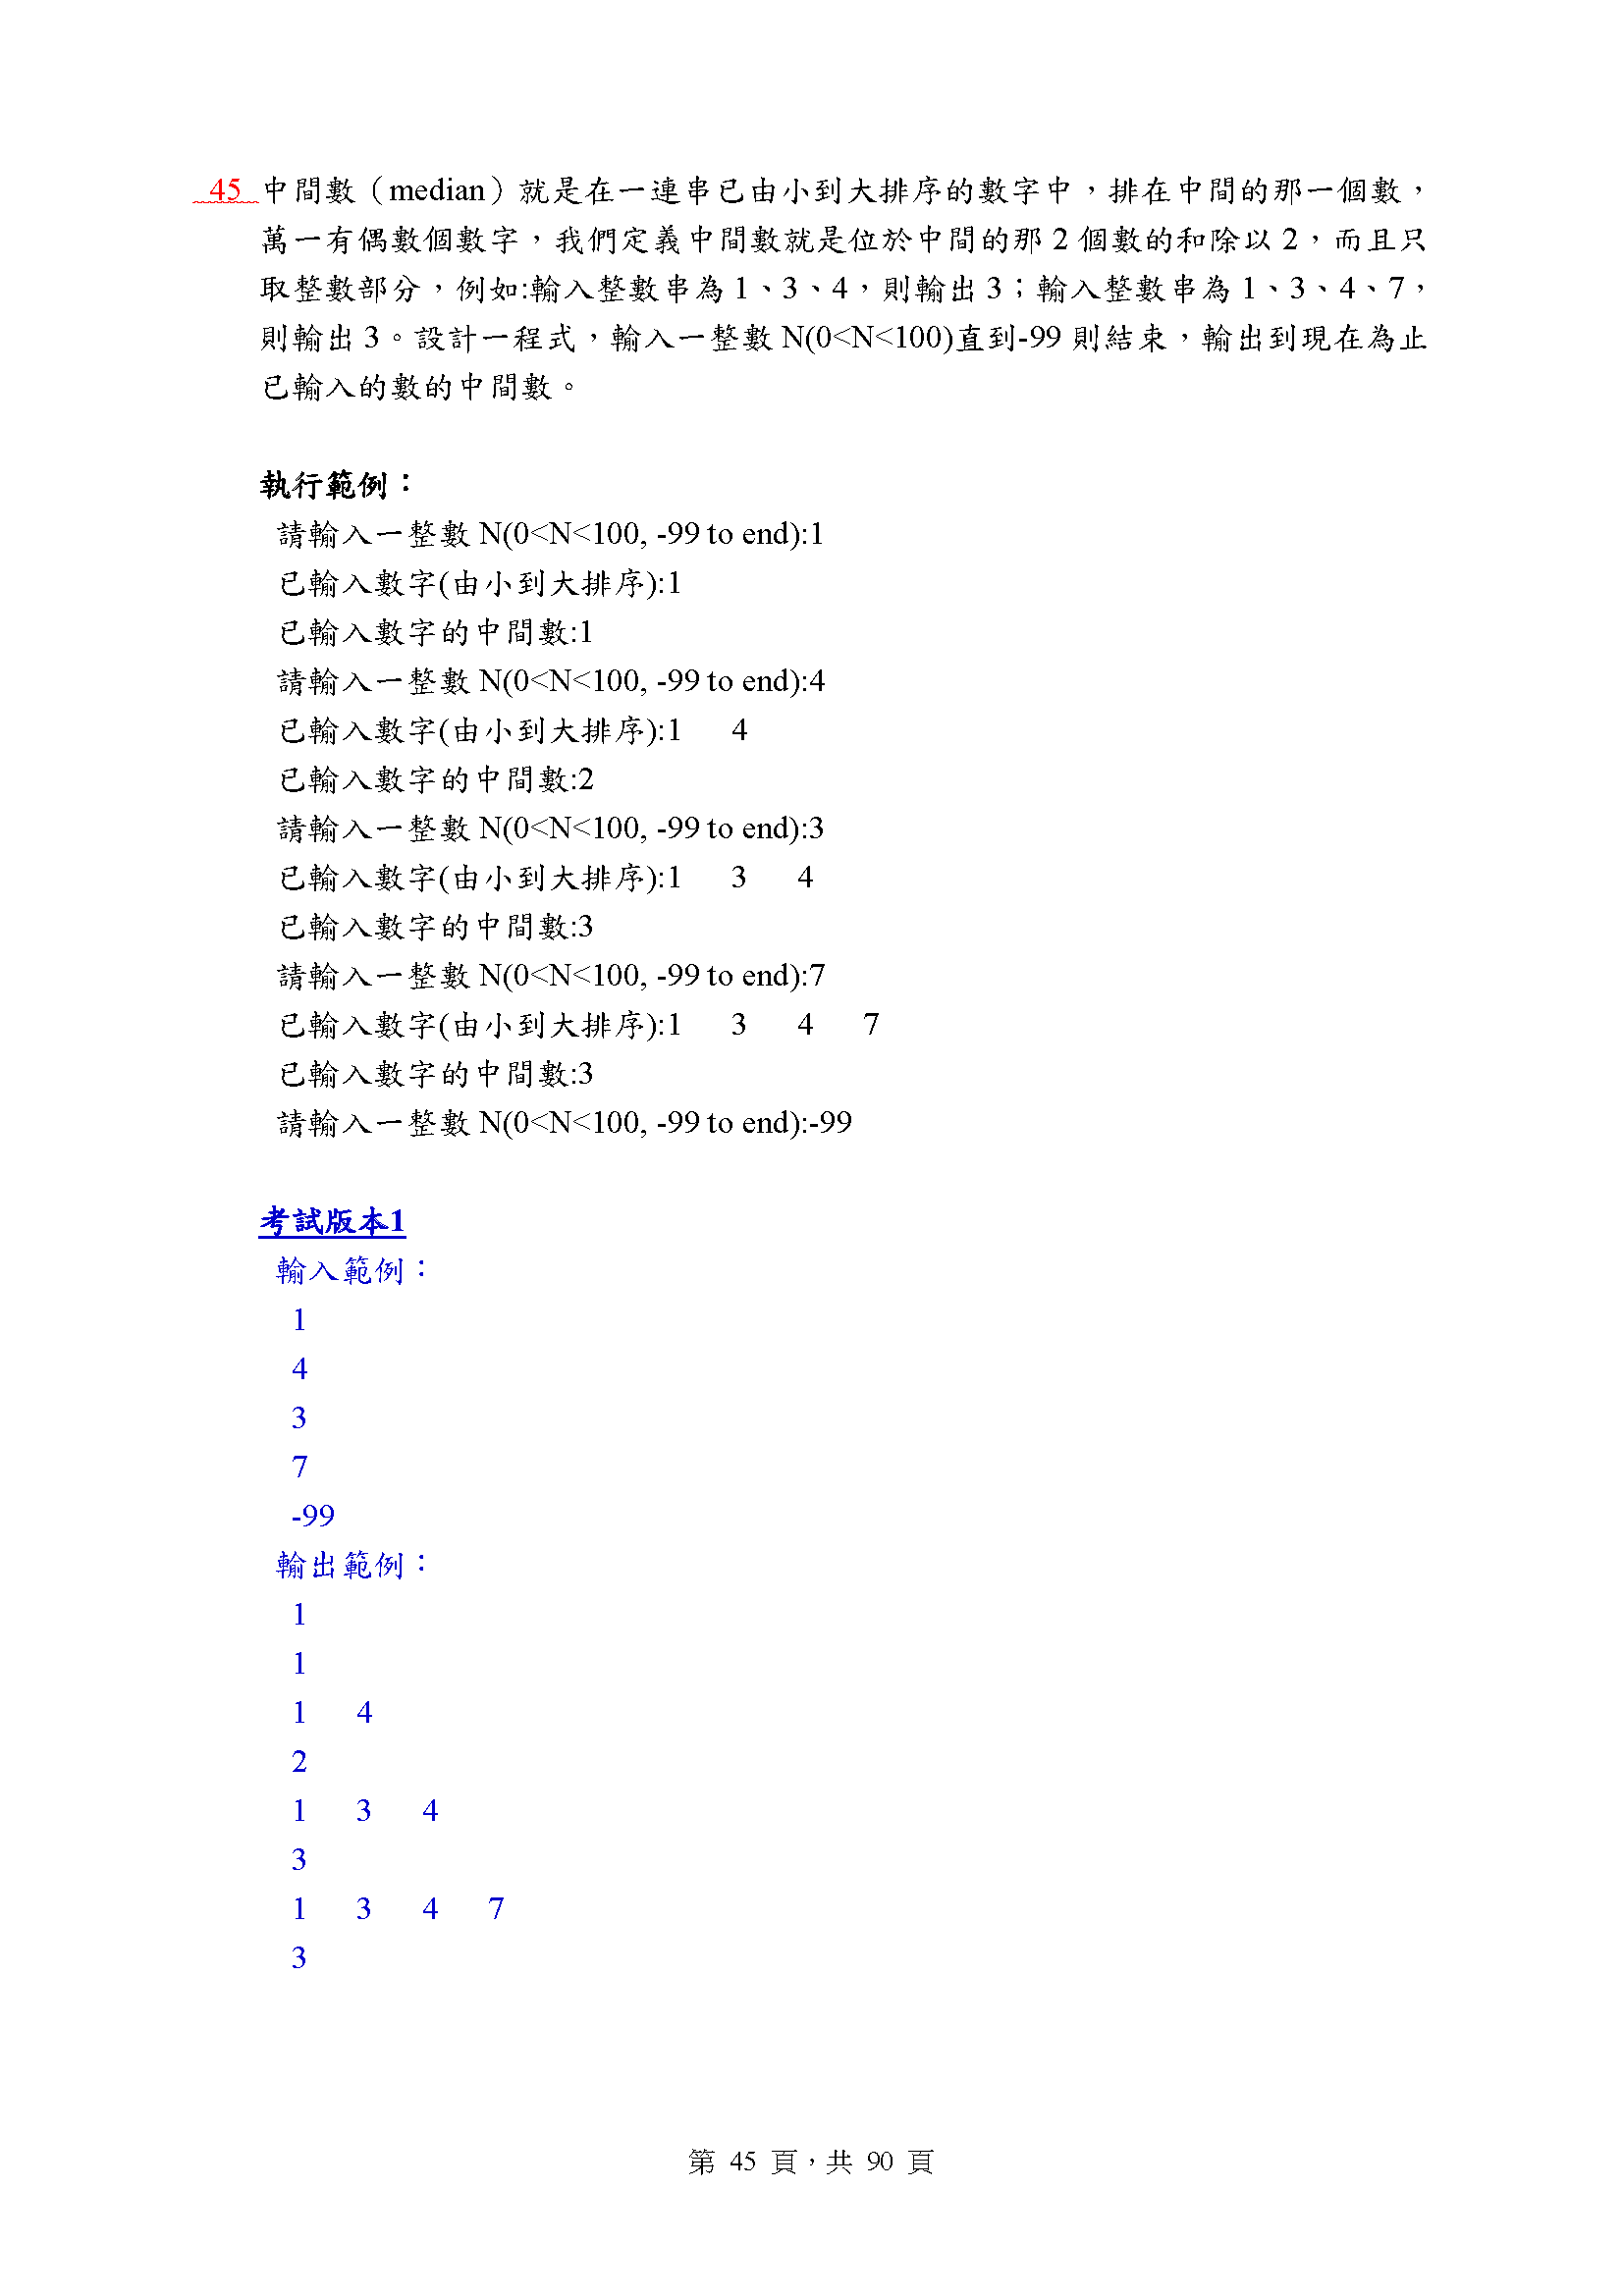 45 中間數（median）就是在一連串已由小到大排序的數字中，排在中間的那一個數，
萬一有偶數個數字，我們定義中間數就是位於中間的那 2 個數的和除以 2，而且只
取整數部分，例如:輸入整數串為 1、3、4，則輸出 3；輸入整數串為 1、3、4、7，
則輸出 3。設計一程式，輸入一整數 N(0<N<100)直到-99 則結束，輸出到現在為止
已輸入的數的中間數。
執行範例：
請輸入一整數 N(0<N<100, -99 to end):1
已輸入數字(由小到大排序):1
已輸入數字的中間數:1
請輸入一整數 N(0<N<100, -99 to end):4
已輸入數字(由小到大排序):1 4
已輸入數字的中間數:2
請輸入一整數 N(0<N<100, -99 to end):3
已輸入數字(由小到大排序):1 3 4
已輸入數字的中間數:3
請輸入一整數 N(0<N<100, -99 to end):7
已輸入數字(由小到大排序):1 3 4 7
已輸入數字的中間數:3
請輸入一整數 N(0<N<100, -99 to end):-99
考試版本1
輸入範例：
1
4
3
7
-99
輸出範例：
1
1
1 4
2
1 3 4
3
1 3 4 7
3
第 45 頁，共 90 頁